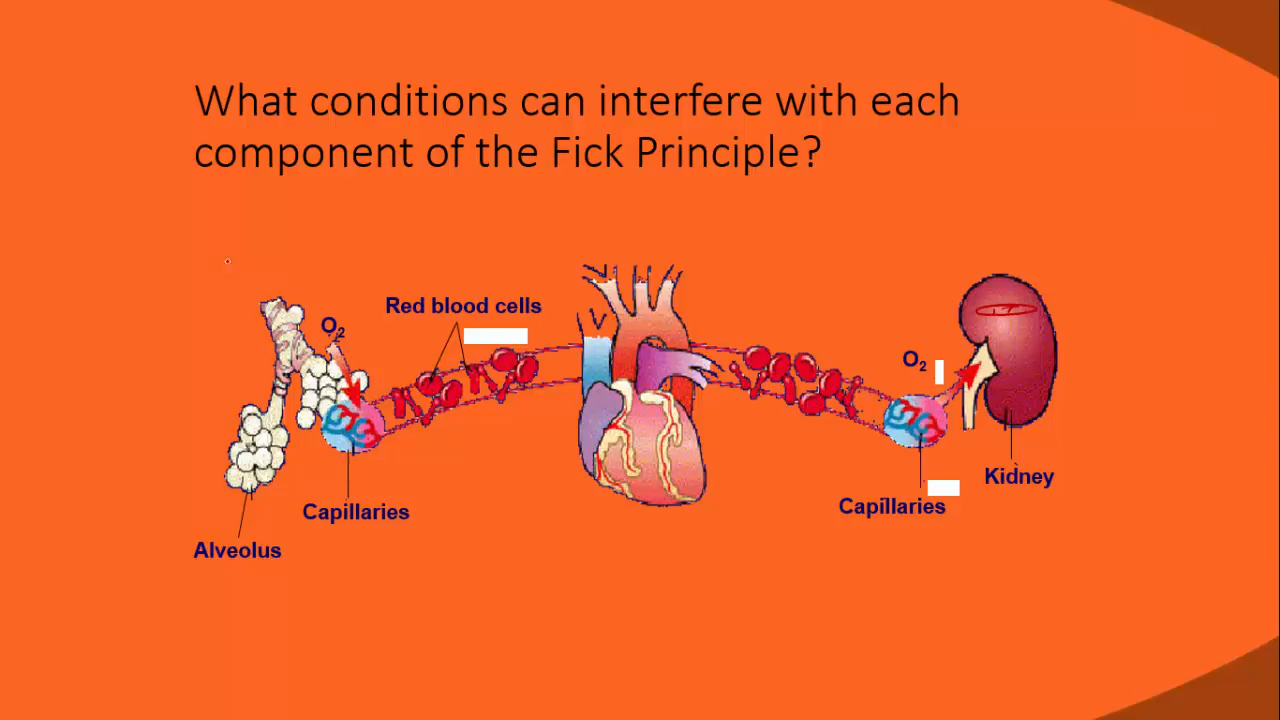 What conditions can interfere with each
component of the Fick Principle?
Red blood cells
O2
O2
Kidney
Capillaries
Capillaries
Alveolus